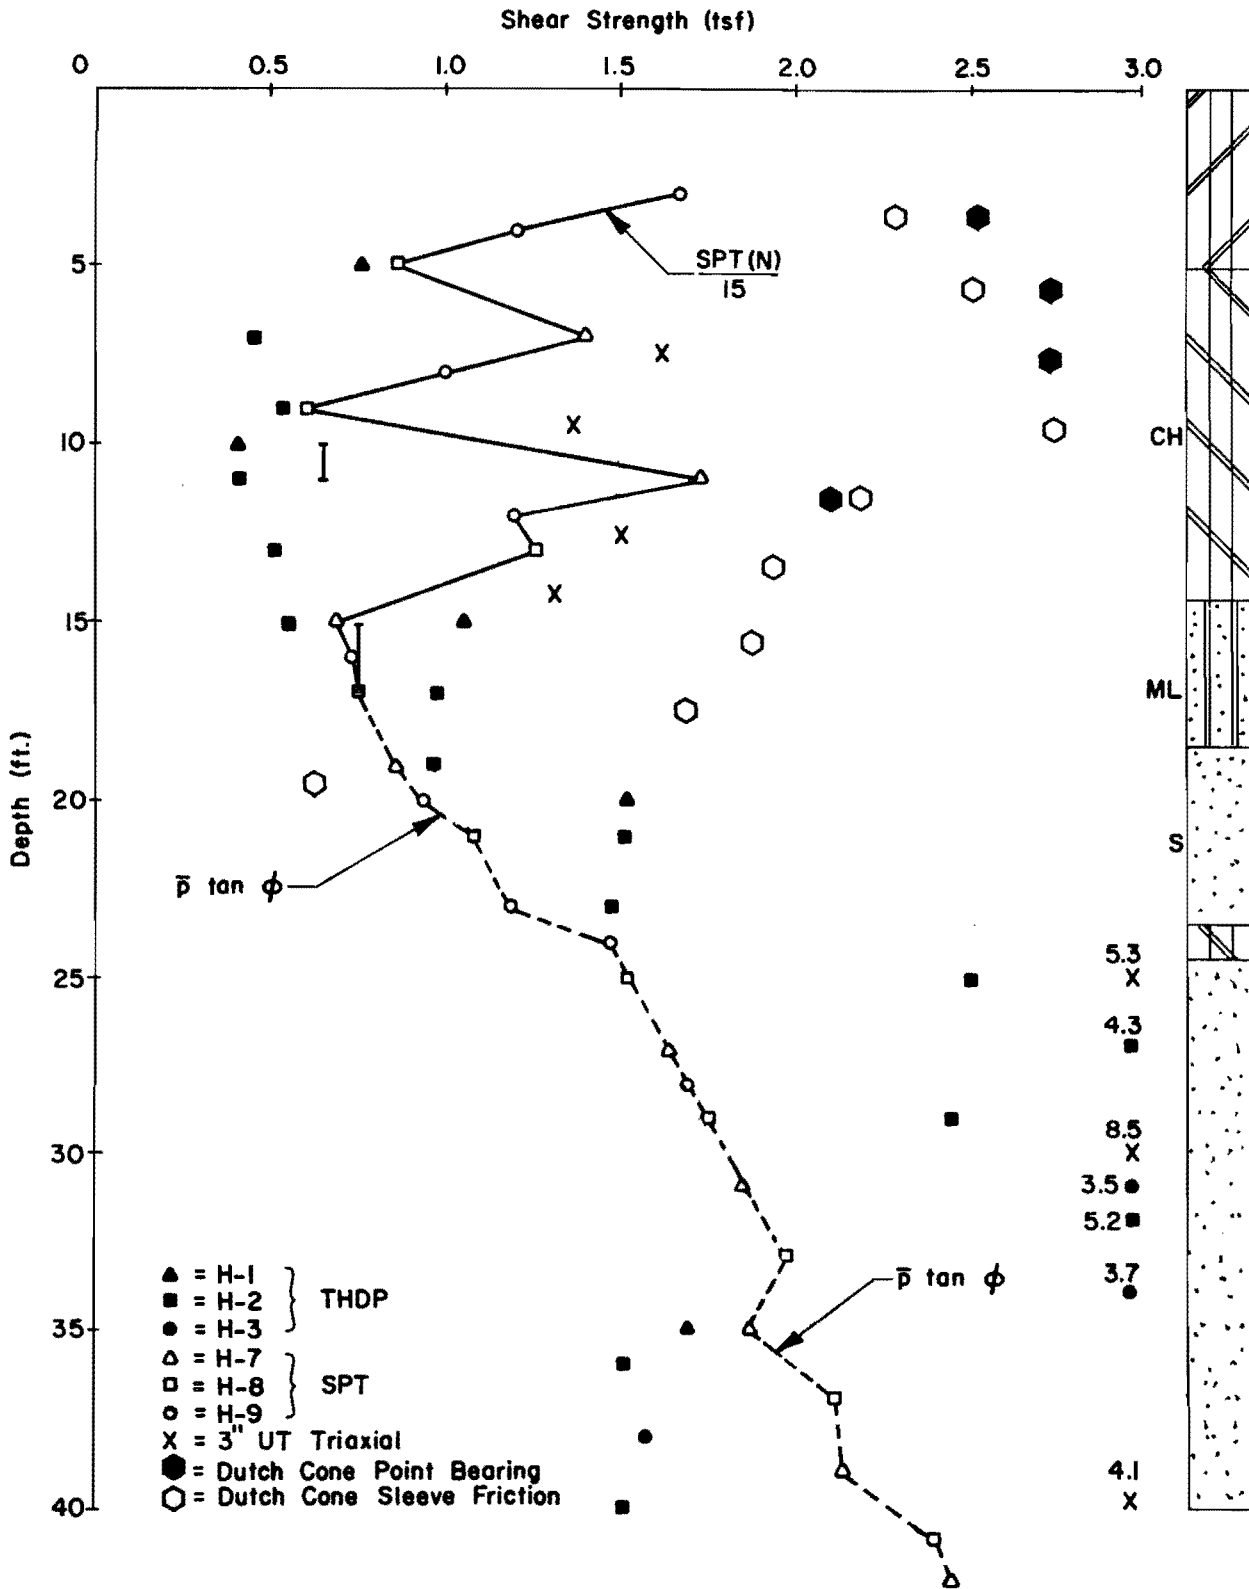 Shear Strength (tsf)
0 0.5 1.0 1.5 2.0 2.5 3.0
SPT(N)
15
5
10
CH
15
ML
Depth (ft.)
20
S
p̄ tan ϕ
5.3
X
25
4.3
8.5
X
30
3.5
5.2
p̄ tan ϕ
3.7
= H-1
= H-2 THDP
= H-3
35
= H-7
= H-8 SPT
= H-9
X = 3" UT Triaxial
= Dutch Cone Point Bearing
= Dutch Cone Sleeve Friction
4.1
X
40